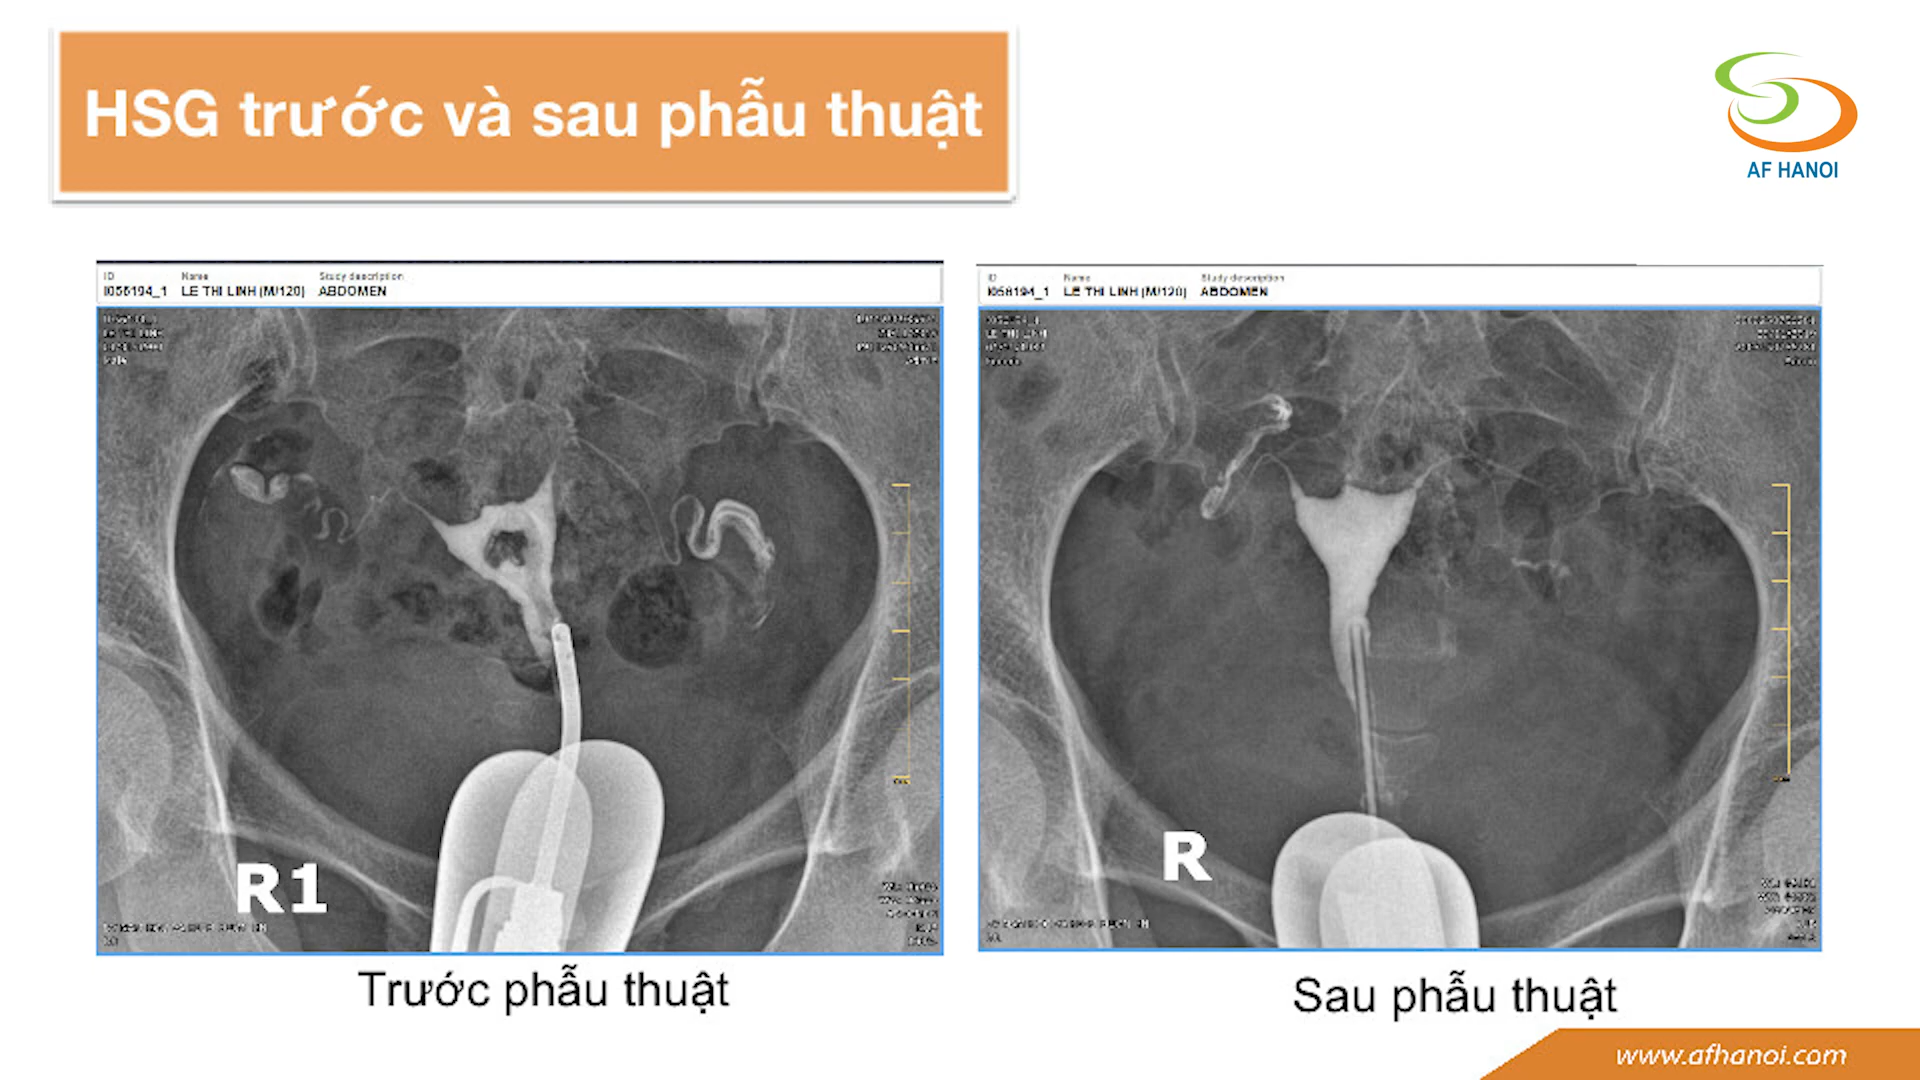 HSG trước và sau phẫu thuật
AF HANOI
ID Name Study description
I056194_1 LE THI LINH (M/120) ABDOMEN
ID Name Study description
I058194_1 LE THI LINH (M/120) ABDOMEN
R1
R
Trước phẫu thuật
Sau phẫu thuật
www.afhanoi.com